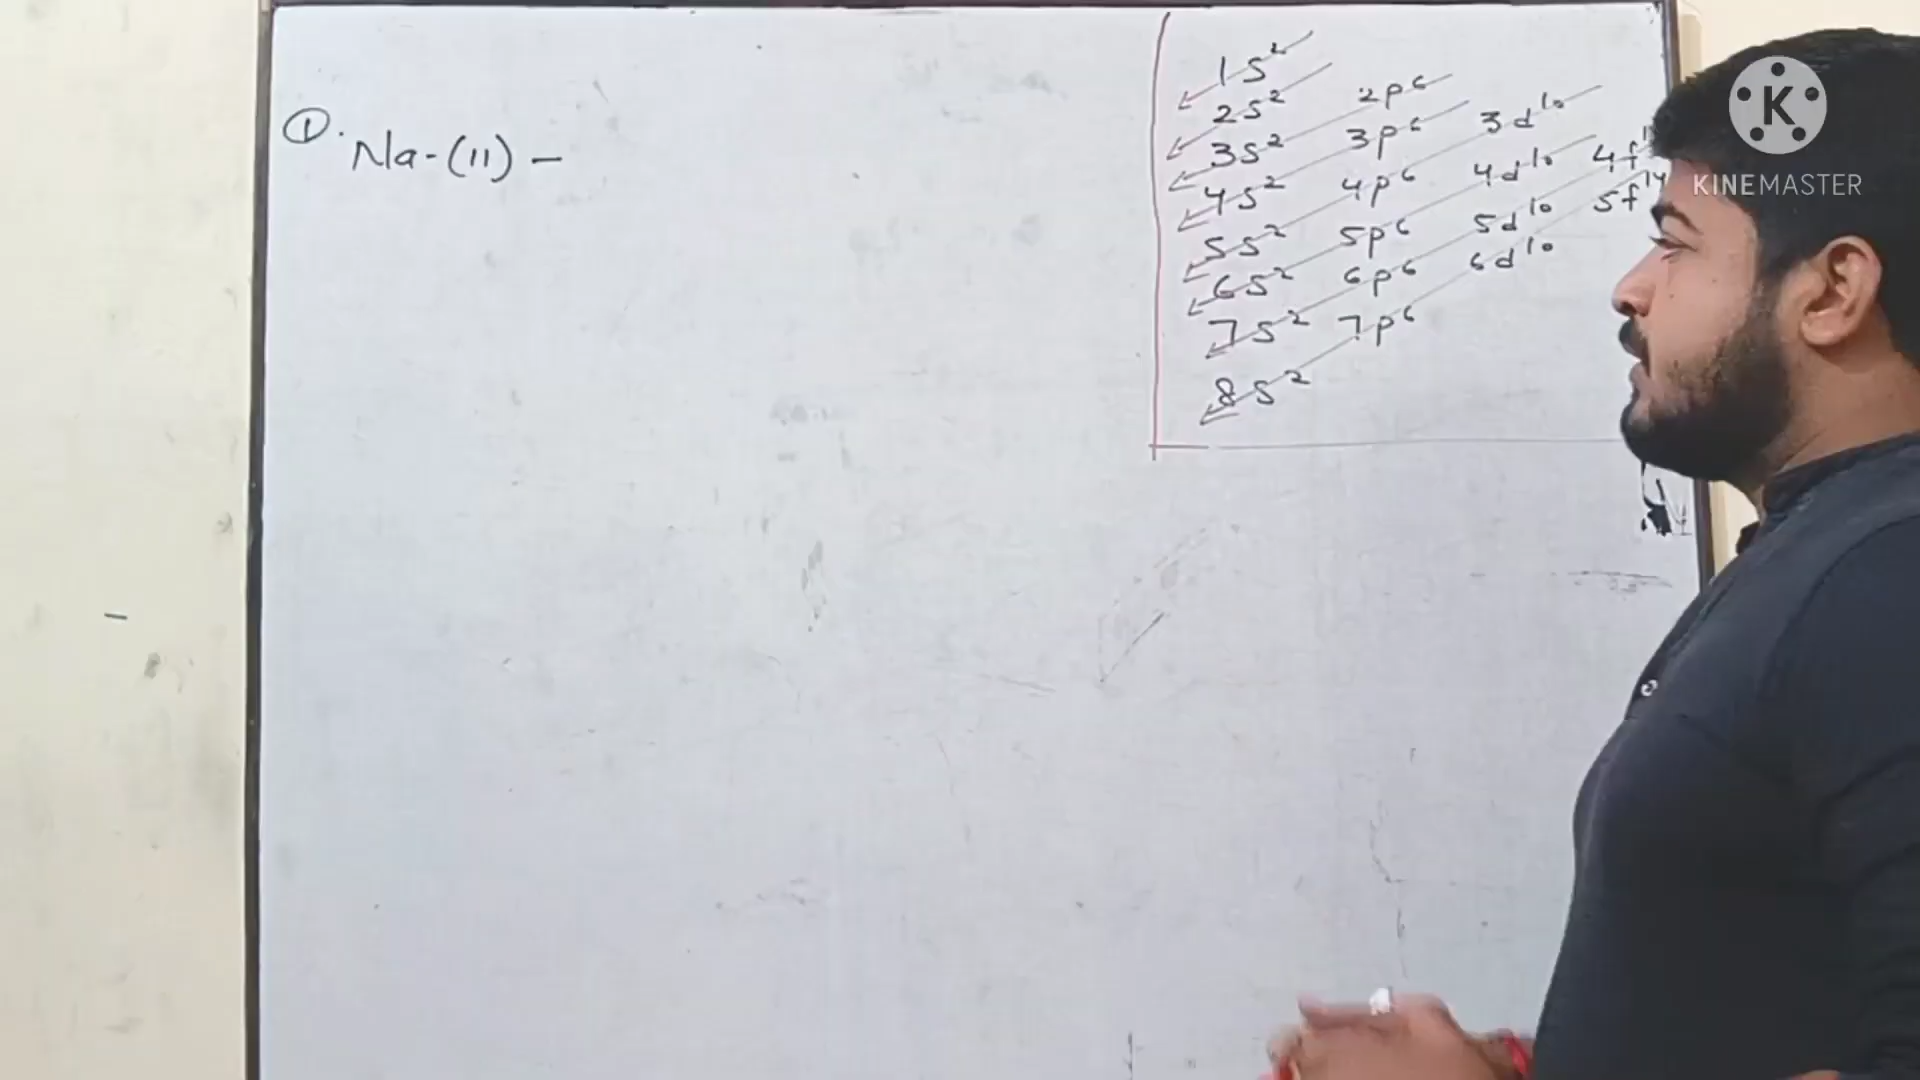 ①. Na-(11) -
1s²
2s² 2p⁶
3s² 3p⁶ 3d¹⁰
4s² 4p⁶ 4d¹⁰ 4f¹
5s² 5p⁶ 5d¹⁰ 5f¹⁴
6s² 6p⁶ 6d¹⁰
7s² 7p⁶
8s²
K
KINEMASTER